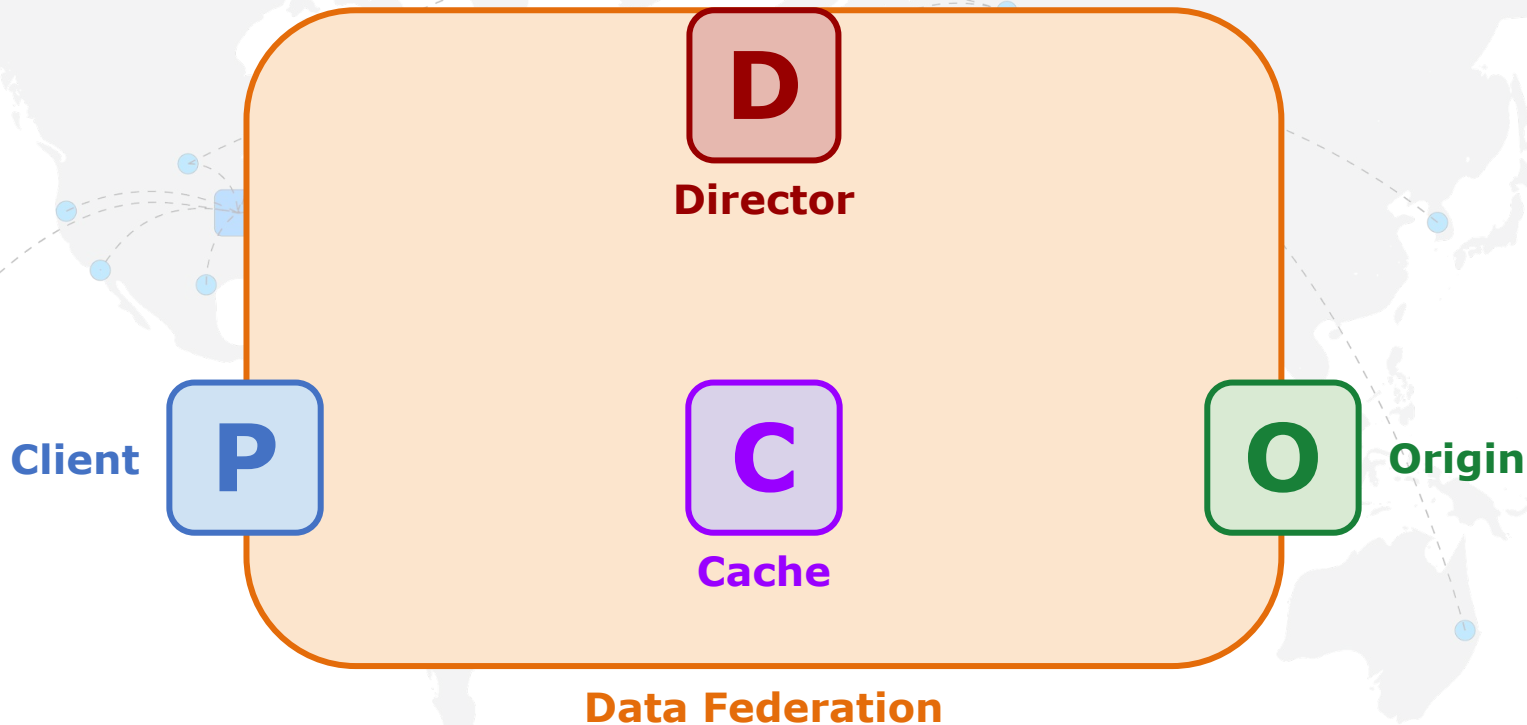 D
Director
Client
P
C
Cache
O
Origin
Data Federation